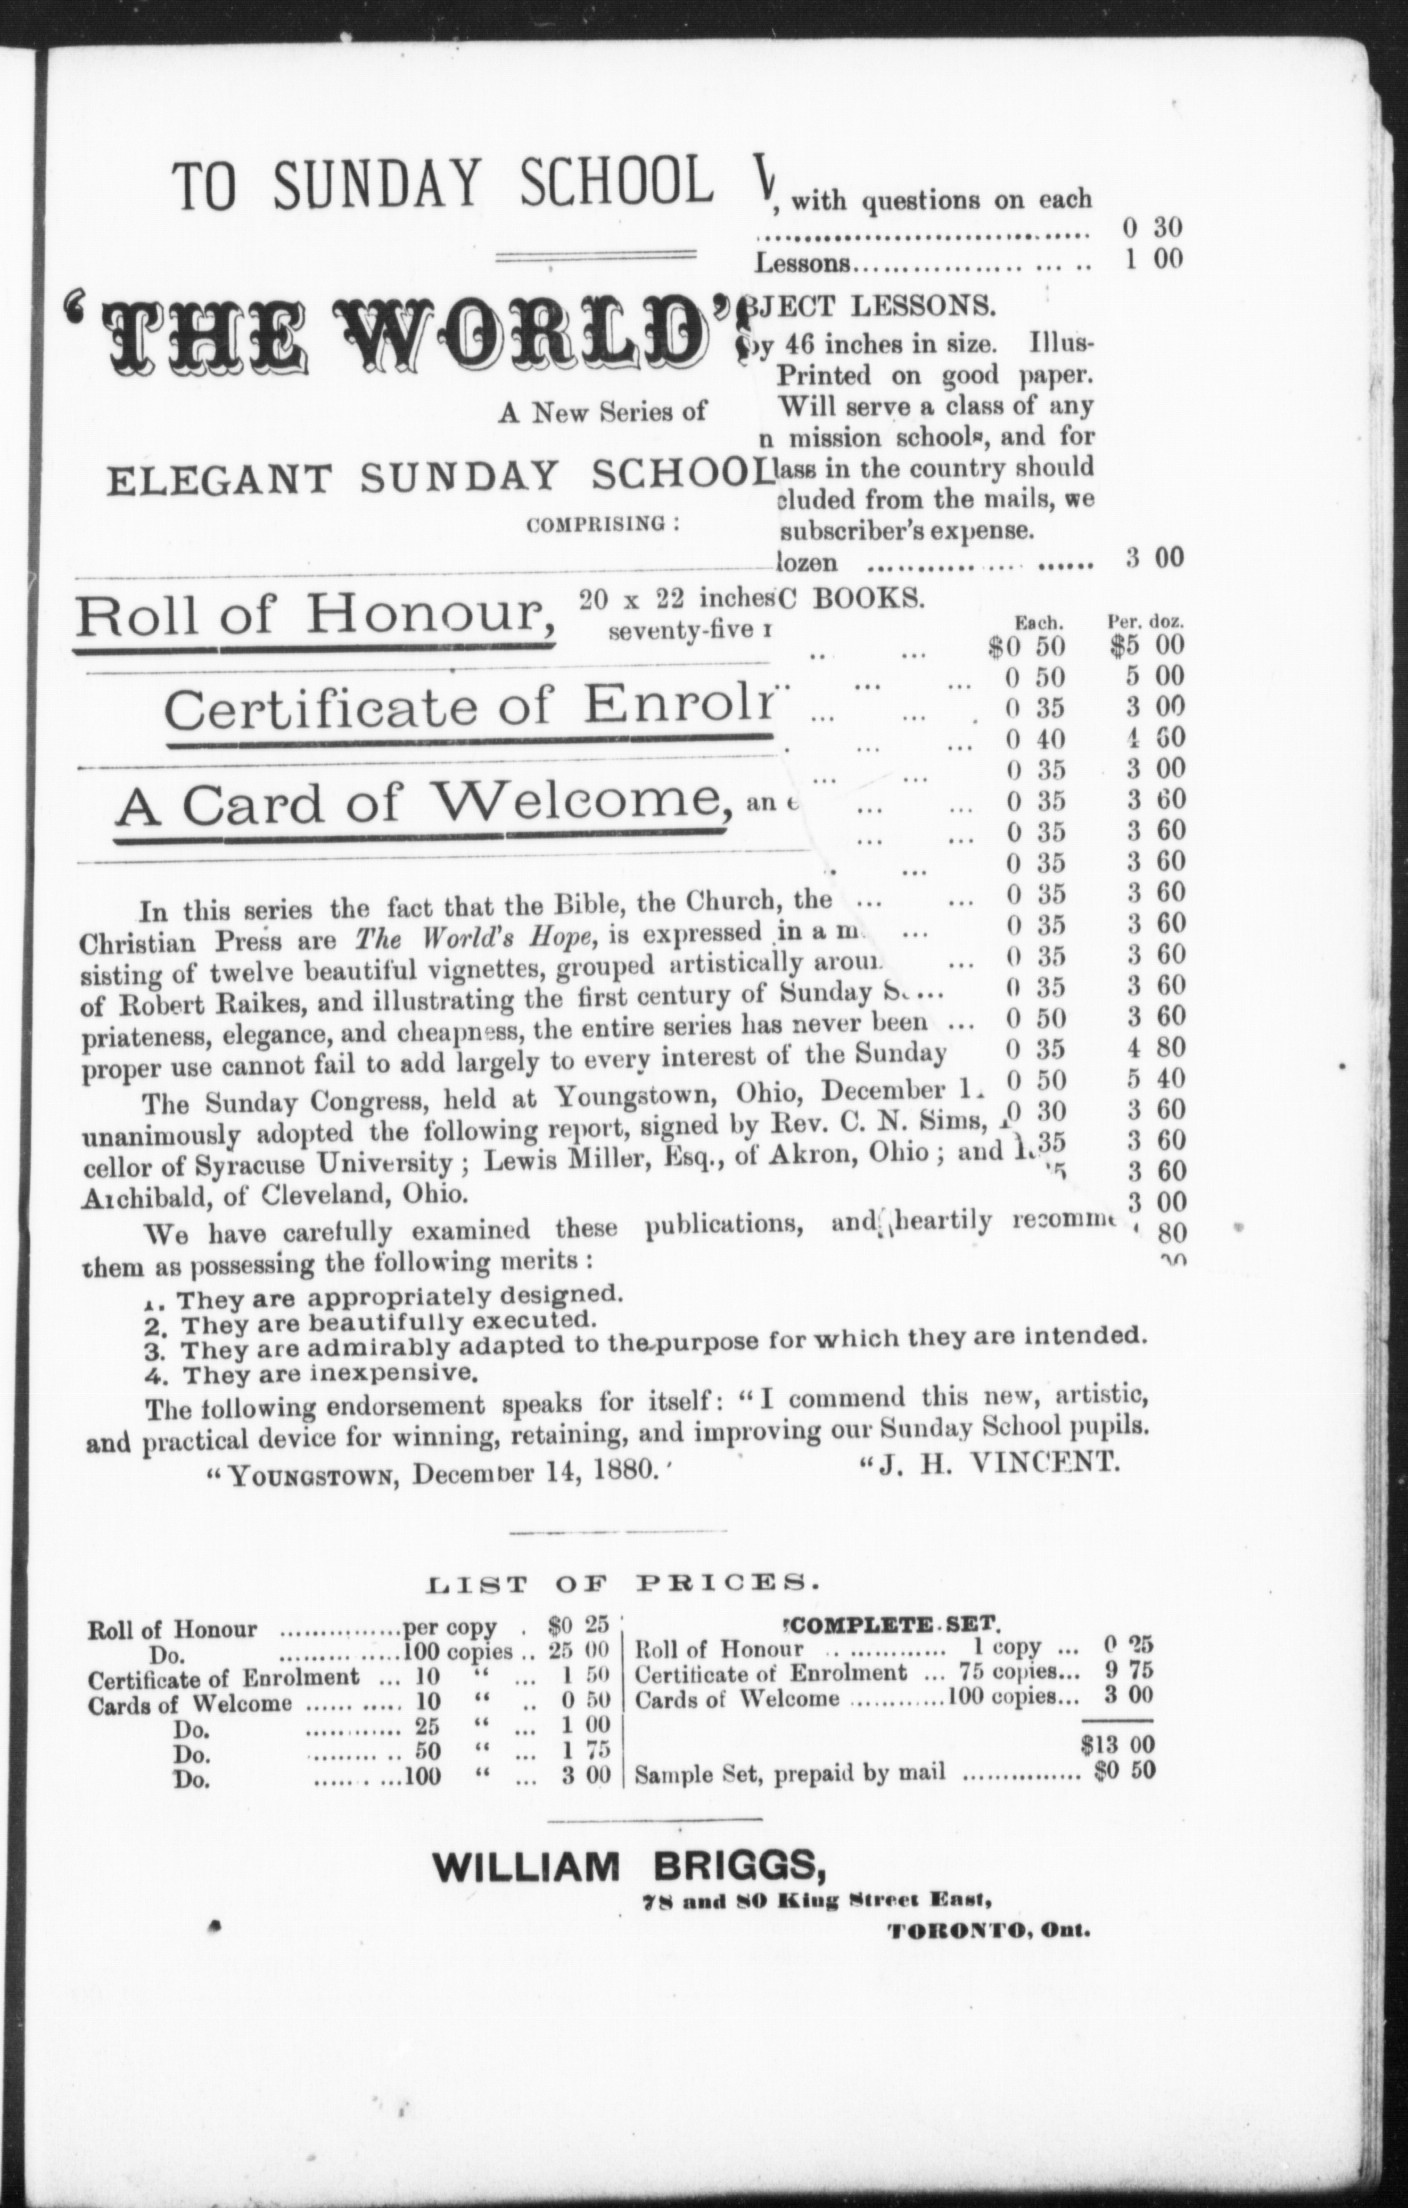 TO SUNDAY SCHOOL
, with questions on each
0 30
Lessons 1 00
'THE WORLD'S
JECT LESSONS.
by 46 inches in size. Illus-
Printed on good paper.
A New Series of
Will serve a class of any
mission schools, and for
ELEGANT SUNDAY SCHOOL
lass in the country should
cluded from the mails, we
COMPRISING:
subscriber's expense.
dozen ... 3 00
Roll of Honour, 20 x 22 inches
seventy-five
C BOOKS.
Each. Per. doz.
$0 50 $5 00
0 50 5 00
Certificate of Enrol
0 35 3 00
0 40 4 60
0 35 3 00
A Card of Welcome, an
0 35 3 60
0 35 3 60
0 35 3 60
0 35 3 60
0 35 3 60
0 35 3 60
0 35 3 60
0 50 3 60
0 35 4 80
0 50 5 40
0 30 3 60
35 3 60
5 3 60
3 00
80
In this series the fact that the Bible, the Church, the
Christian Press are The World's Hope, is expressed in a m
sisting of twelve beautiful vignettes, grouped artistically arou
of Robert Raikes, and illustrating the first century of Sunday S
priateness, elegance, and cheapness, the entire series has never been
proper use cannot fail to add largely to every interest of the Sunday
The Sunday Congress, held at Youngstown, Ohio, December 1
unanimously adopted the following report, signed by Rev. C. N. Sims,
cellor of Syracuse University; Lewis Miller, Esq., of Akron, Ohio; and
Archibald, of Cleveland, Ohio.
We have carefully examined these publications, and heartily recomm
them as possessing the following merits:
1. They are appropriately designed.
2. They are beautifully executed.
3. They are admirably adapted to the purpose for which they are intended.
4. They are inexpensive.
The following endorsement speaks for itself: "I commend this new, artistic,
and practical device for winning, retaining, and improving our Sunday School pupils.
"YOUNGSTOWN, December 14, 1880.' "J. H. VINCENT.
LIST OF PRICES.
Roll of Honour ... per copy . $0 25
Do. ... 100 copies .. 25 00
Certificate of Enrolment ... 10 " ... 1 50
Cards of Welcome ... 10 " .. 0 50
Do. ... 25 " ... 1 00
Do. ... 50 " ... 1 75
Do. ... 100 " ... 3 00
COMPLETE SET.
Roll of Honour ... 1 copy ... 0 25
Certificate of Enrolment ... 75 copies... 9 75
Cards of Welcome ... 100 copies... 3 00
$13 00
Sample Set, prepaid by mail ... $0 50
WILLIAM BRIGGS,
78 and 80 King Street East,
TORONTO, Ont.